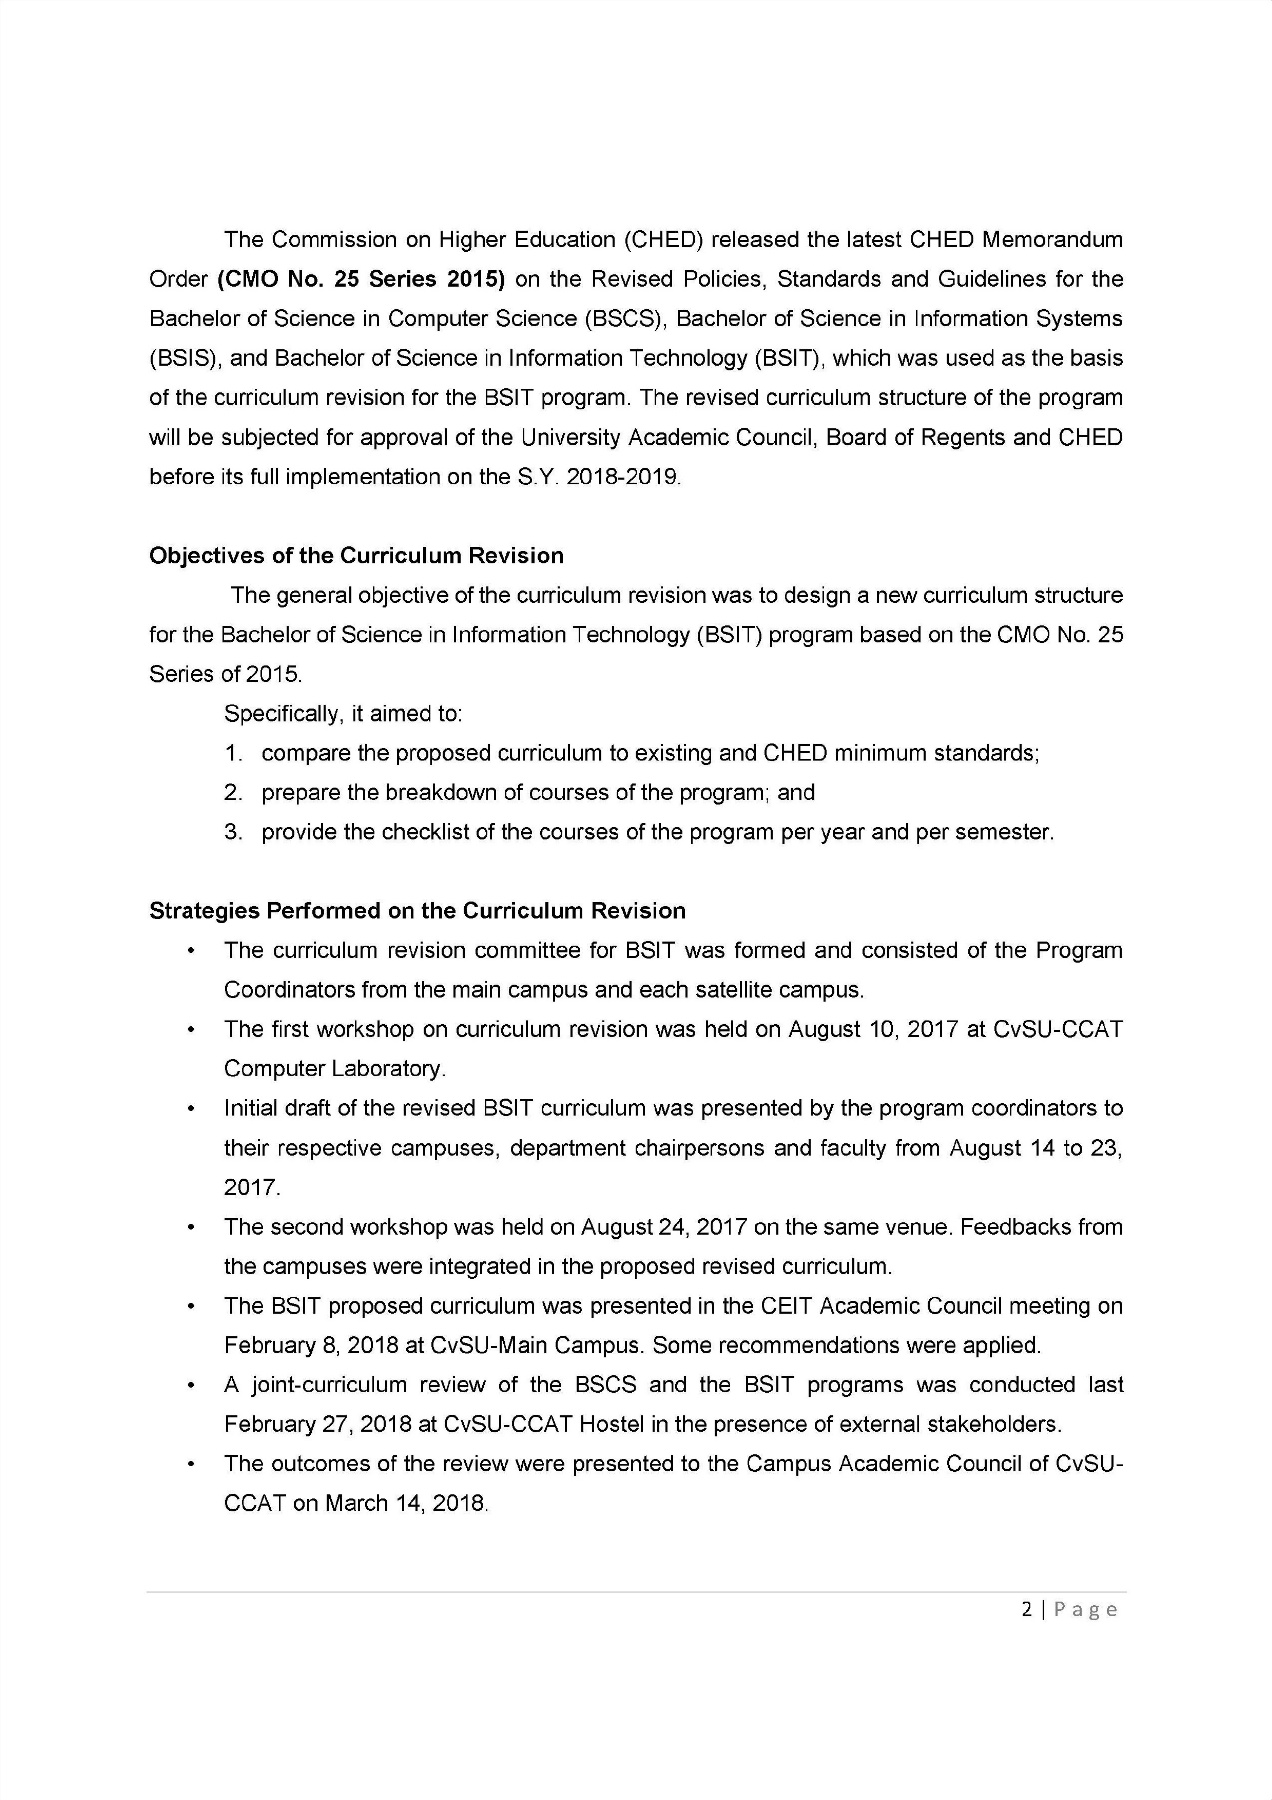 The Commission on Higher Education (CHED) released the latest CHED Memorandum
Order (CMO No. 25 Series 2015) on the Revised Policies, Standards and Guidelines for the
Bachelor of Science in Computer Science (BSCS), Bachelor of Science in Information Systems
(BSIS), and Bachelor of Science in Information Technology (BSIT), which was used as the basis
of the curriculum revision for the BSIT program. The revised curriculum structure of the program
will be subjected for approval of the University Academic Council, Board of Regents and CHED
before its full implementation on the S.Y. 2018-2019.
Objectives of the Curriculum Revision
The general objective of the curriculum revision was to design a new curriculum structure
for the Bachelor of Science in Information Technology (BSIT) program based on the CMO No. 25
Series of 2015.
Specifically, it aimed to:
1. compare the proposed curriculum to existing and CHED minimum standards;
2. prepare the breakdown of courses of the program; and
3. provide the checklist of the courses of the program per year and per semester.
Strategies Performed on the Curriculum Revision
• The curriculum revision committee for BSIT was formed and consisted of the Program
Coordinators from the main campus and each satellite campus.
• The first workshop on curriculum revision was held on August 10, 2017 at CvSU-CCAT
Computer Laboratory.
• Initial draft of the revised BSIT curriculum was presented by the program coordinators to
their respective campuses, department chairpersons and faculty from August 14 to 23,
2017.
• The second workshop was held on August 24, 2017 on the same venue. Feedbacks from
the campuses were integrated in the proposed revised curriculum.
• The BSIT proposed curriculum was presented in the CEIT Academic Council meeting on
February 8, 2018 at CvSU-Main Campus. Some recommendations were applied.
• A joint-curriculum review of the BSCS and the BSIT programs was conducted last
February 27, 2018 at CvSU-CCAT Hostel in the presence of external stakeholders.
• The outcomes of the review were presented to the Campus Academic Council of CvSU-
CCAT on March 14, 2018.
2 | Page